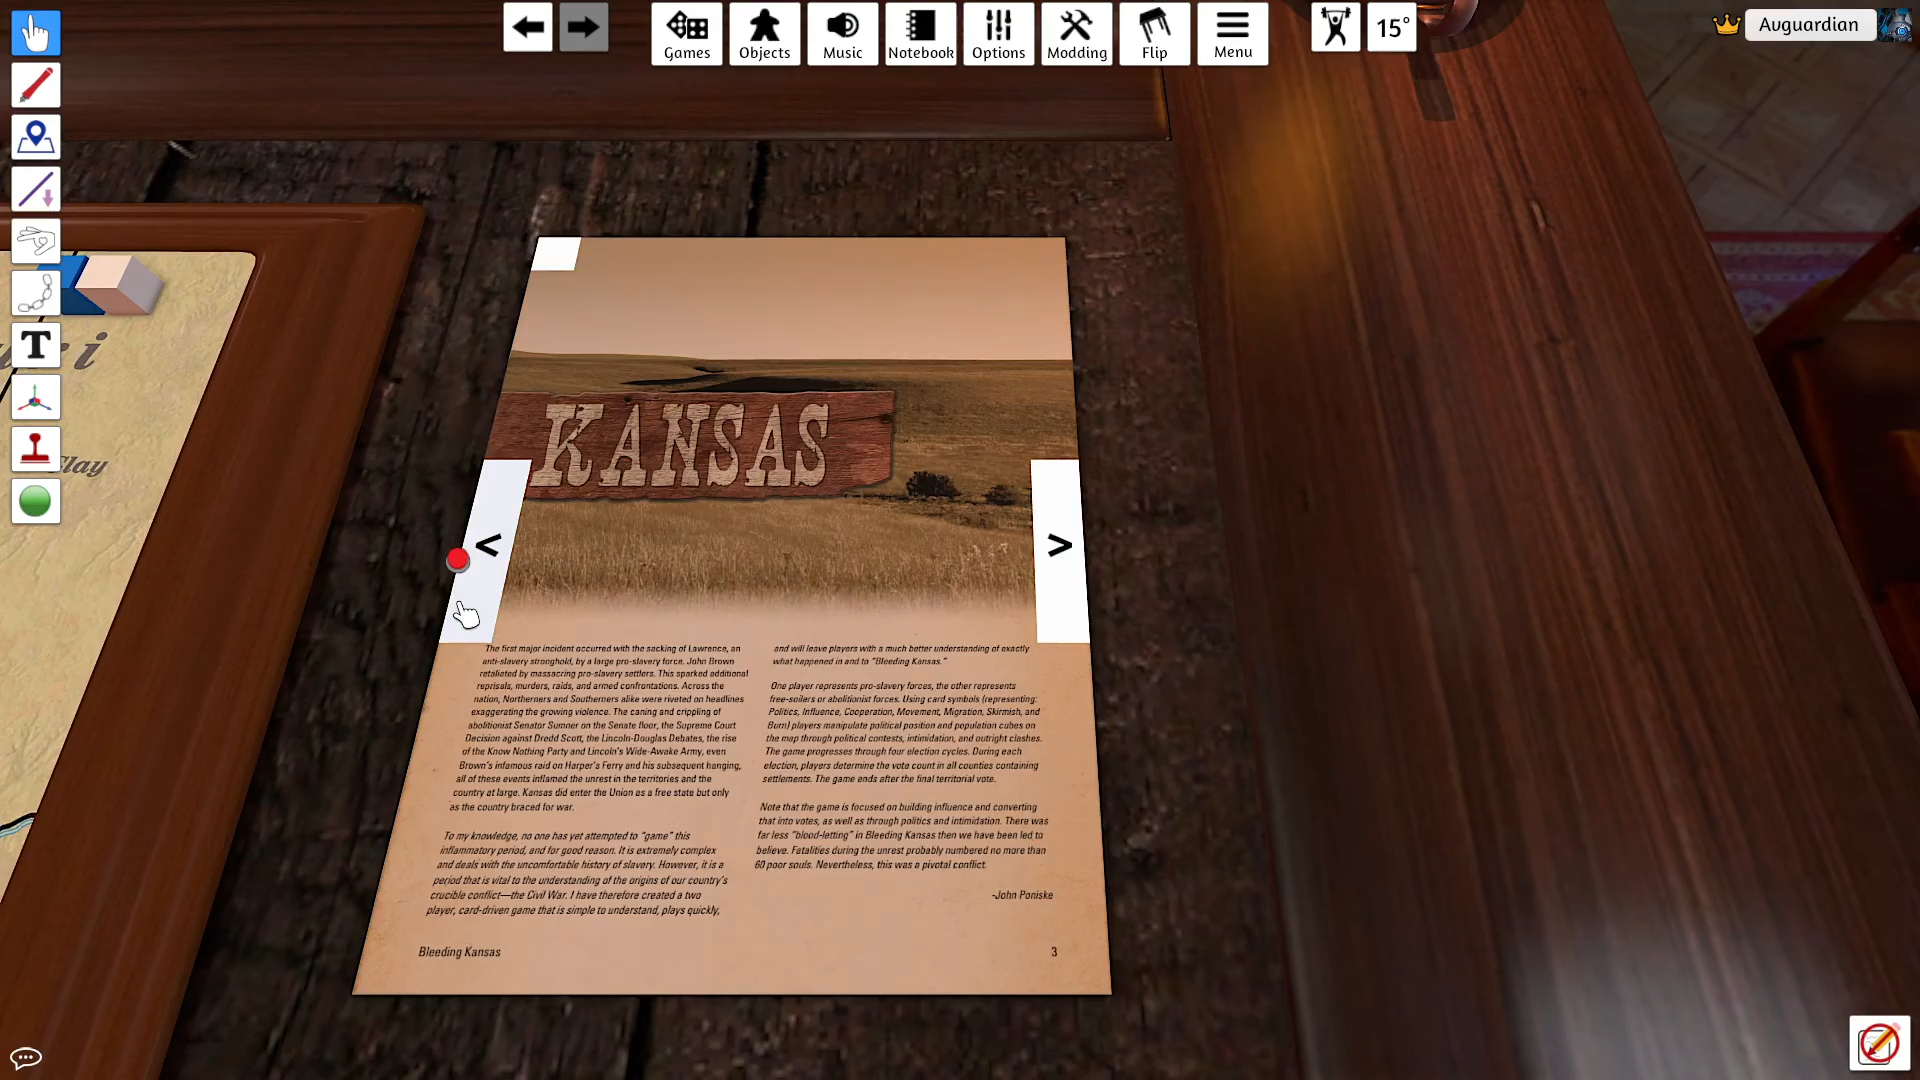 Games
Objects
Music
Notebook
Options
Modding
Flip
Menu
15°
Auguardian
Clay
KANSAS
<
>
The first major incident occurred with the sacking of Lawrence, an
anti-slavery stronghold, by a large pro-slavery force. John Brown
retaliated by massacring pro-slavery settlers. This sparked additional
reprisals, murders, raids, and armed confrontations. Across the
nation, Northerners and Southerners alike were riveted on headlines
exaggerating the growing violence. The caning and crippling of
abolitionist Senator Sumner on the Senate floor, the Supreme Court
Decision against Dredd Scott, the Lincoln-Douglas Debates, the rise
of the Know Nothing Party and Lincoln's Wide-Awake Army, even
Brown's infamous raid on Harper's Ferry and his subsequent hanging,
all of these events inflamed the unrest in the territories and the
country at large. Kansas did enter the Union as a free state but only
as the country braced for war.
To my knowledge, no one has yet attempted to "game" this
inflammatory period, and for good reason. It is extremely complex
and deals with the uncomfortable history of slavery. However, it is a
period that is vital to the understanding of the origins of our country's
crucible conflict—the Civil War. I have therefore created a two
player, card-driven game that is simple to understand, plays quickly,
and will leave players with a much better understanding of exactly
what happened in and to "Bleeding Kansas."
One player represents pro-slavery forces, the other represents
free-soilers or abolitionist forces. Using card symbols (representing:
Politics, Influence, Cooperation, Movement, Migration, Skirmish, and
Burn) players manipulate political position and population cubes on
the map through political contests, intimidation, and outright clashes.
The game progresses through four election cycles. During each
election, players determine the vote count in all counties containing
settlements. The game ends after the final territorial vote.
Note that the game is focused on building influence and converting
that into votes, as well as through politics and intimidation. There was
far less "blood-letting" in Bleeding Kansas then we have been led to
believe. Fatalities during the unrest probably numbered no more than
60 poor souls. Nevertheless, this was a pivotal conflict.
-John Poniske
Bleeding Kansas
3